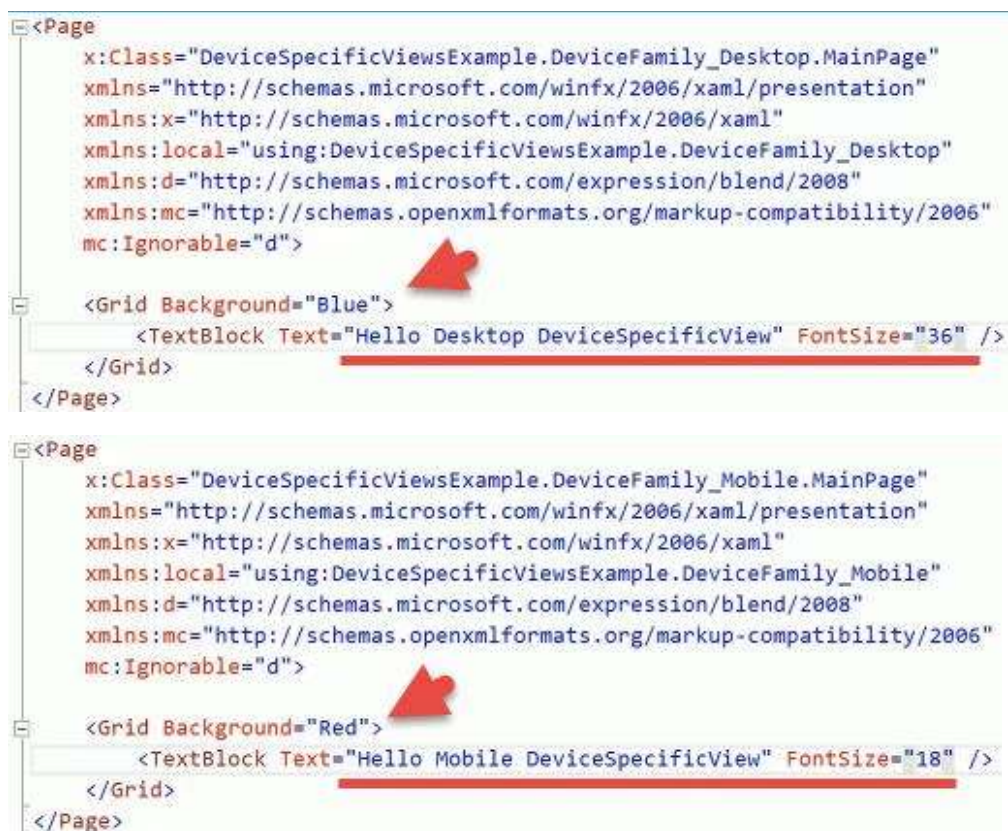 <Page
x:Class="DeviceSpecificViewsExample.DeviceFamily_Desktop.MainPage"
xmlns="http://schemas.microsoft.com/winfx/2006/xaml/presentation"
xmlns:x="http://schemas.microsoft.com/winfx/2006/xaml"
xmlns:local="using:DeviceSpecificViewsExample.DeviceFamily_Desktop"
xmlns:d="http://schemas.microsoft.com/expression/blend/2008"
xmlns:mc="http://schemas.openxmlformats.org/markup-compatibility/2006"
mc:Ignorable="d">
<Grid Background="Blue">
<TextBlock Text="Hello Desktop DeviceSpecificView" FontSize="36" />
</Grid>
</Page>
<Page
x:Class="DeviceSpecificViewsExample.DeviceFamily_Mobile.MainPage"
xmlns="http://schemas.microsoft.com/winfx/2006/xaml/presentation"
xmlns:x="http://schemas.microsoft.com/winfx/2006/xaml"
xmlns:local="using:DeviceSpecificViewsExample.DeviceFamily_Mobile"
xmlns:d="http://schemas.microsoft.com/expression/blend/2008"
xmlns:mc="http://schemas.openxmlformats.org/markup-compatibility/2006"
mc:Ignorable="d">
<Grid Background="Red">
<TextBlock Text="Hello Mobile DeviceSpecificView" FontSize="18" />
</Grid>
</Page>